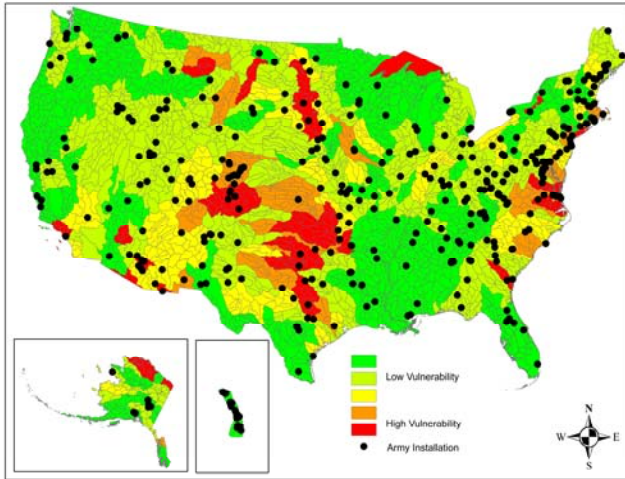 Low Vulnerability
High Vulnerability
Army Installation
N
W
E
S